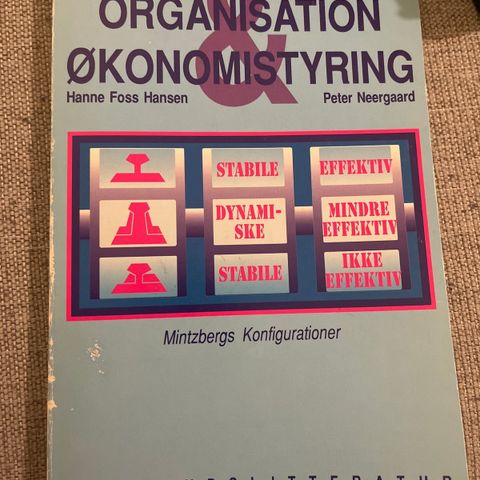 ORGANISATION
&
ØKONOMISTYRING
Hanne Foss Hansen Peter Neergaard
STABILE EFFEKTIV
DYNAMI-
SKE
MINDRE
EFFEKTIV
STABILE
IKKE
EFFEKTIV
Mintzbergs Konfigurationer